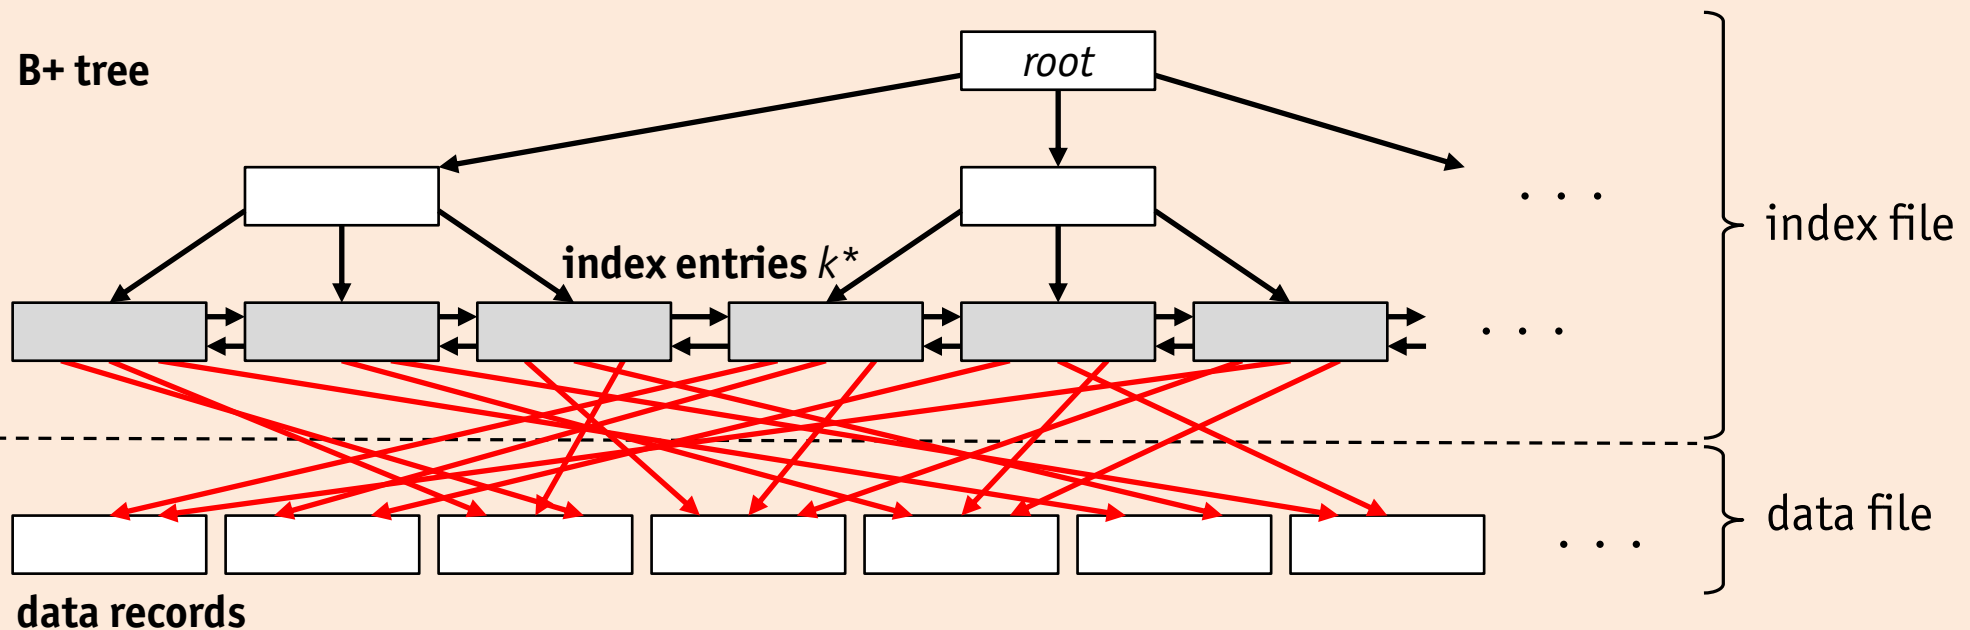 B+ tree
root
. . .
index file
index entries k*
. . .
data file
. . .
data records